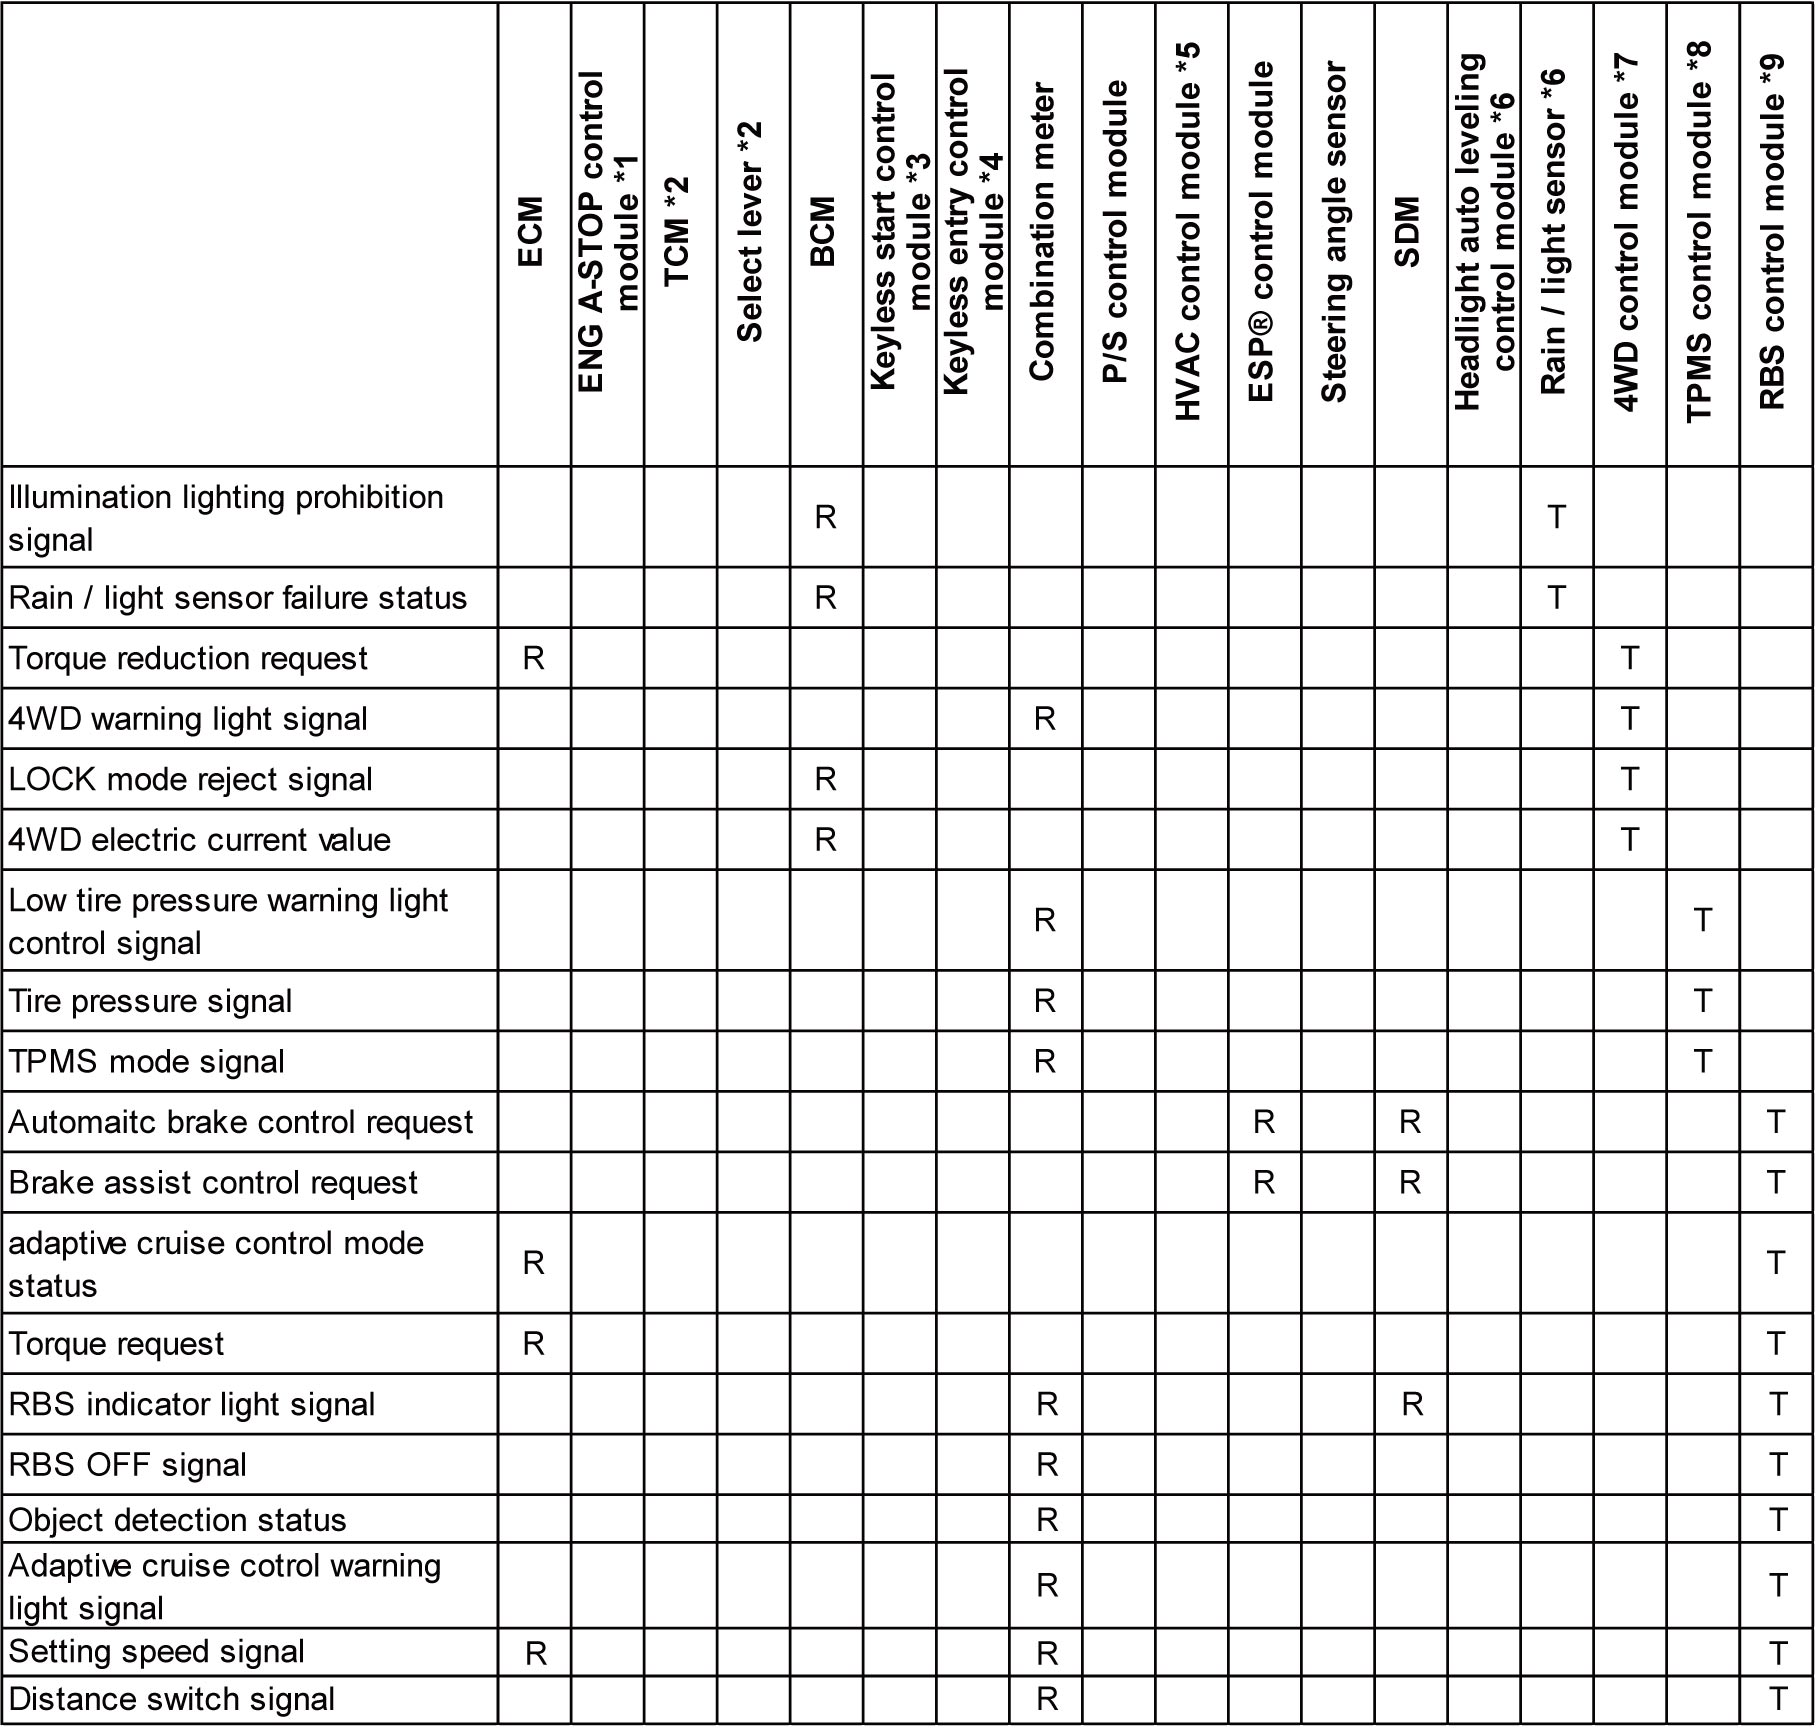 ECM
ENG A-STOP control
module *1
TCM *2
Select lever *2
BCM
Keyless start control
module *3
Keyless entry control
module *4
Combination meter
P/S control module
HVAC control module *5
ESP® control module
Steering angle sensor
SDM
Headlight auto leveling
control module *6
Rain / light sensor *6
4WD control module *7
TPMS control module *8
RBS control module *9
Illumination lighting prohibition
signal
R T
Rain / light sensor failure status R T
Torque reduction request R T
4WD warning light signal R T
LOCK mode reject signal R T
4WD electric current value R T
Low tire pressure warning light
control signal
R T
Tire pressure signal R T
TPMS mode signal R T
Automaitc brake control request R R T
Brake assist control request R R T
adaptive cruise control mode
status
R T
Torque request R T
RBS indicator light signal R R T
RBS OFF signal R T
Object detection status R T
Adaptive cruise cotrol warning
light signal
R T
Setting speed signal R R T
Distance switch signal R T